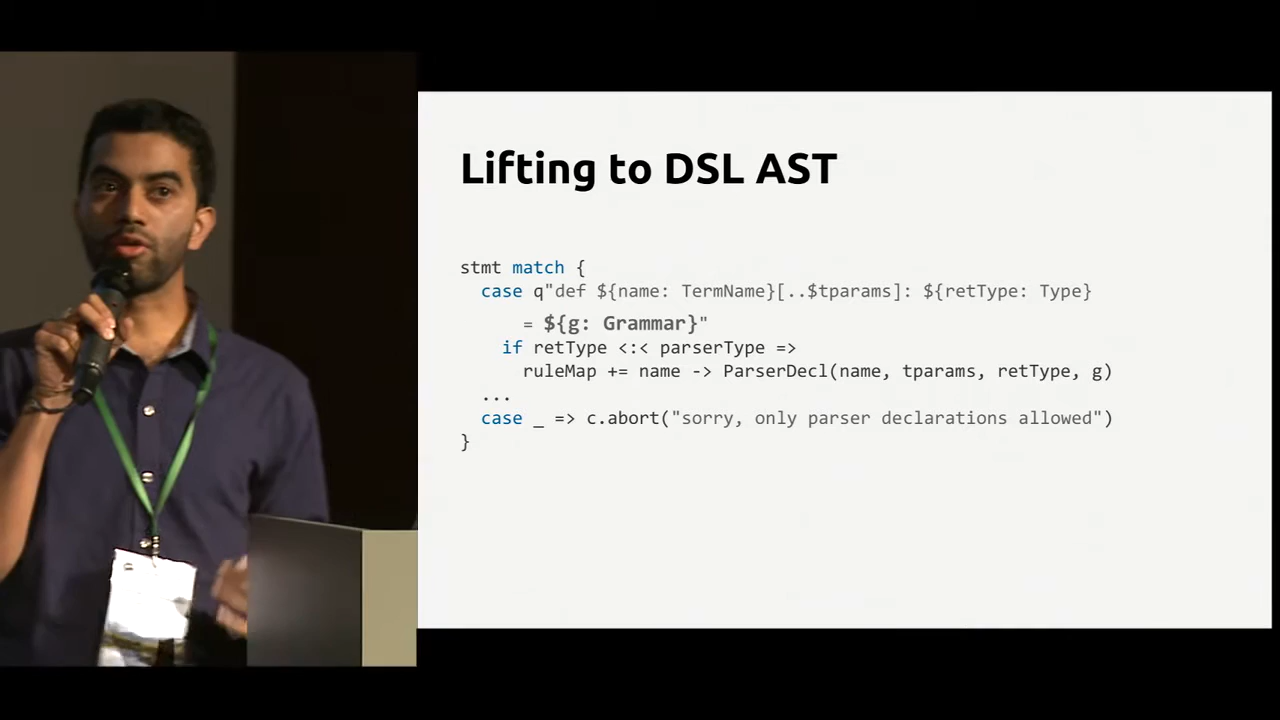 Lifting to DSL AST
stmt match {
case q"def ${name: TermName}[..$tparams]: ${retType: Type}
= ${g: Grammar}"
if retType <:< parserType =>
ruleMap += name -> ParserDecl(name, tparams, retType, g)
...
case _ => c.abort("sorry, only parser declarations allowed")
}